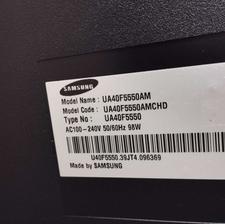 SAMSUNG
Model Name : UA40F5550AM
Model Code : UA40F5550AMCHD
Type No : UA40F5550
AC100-240V 50/60Hz 98W
U40F5550.39JT4.096369
Made by SAMSUNG